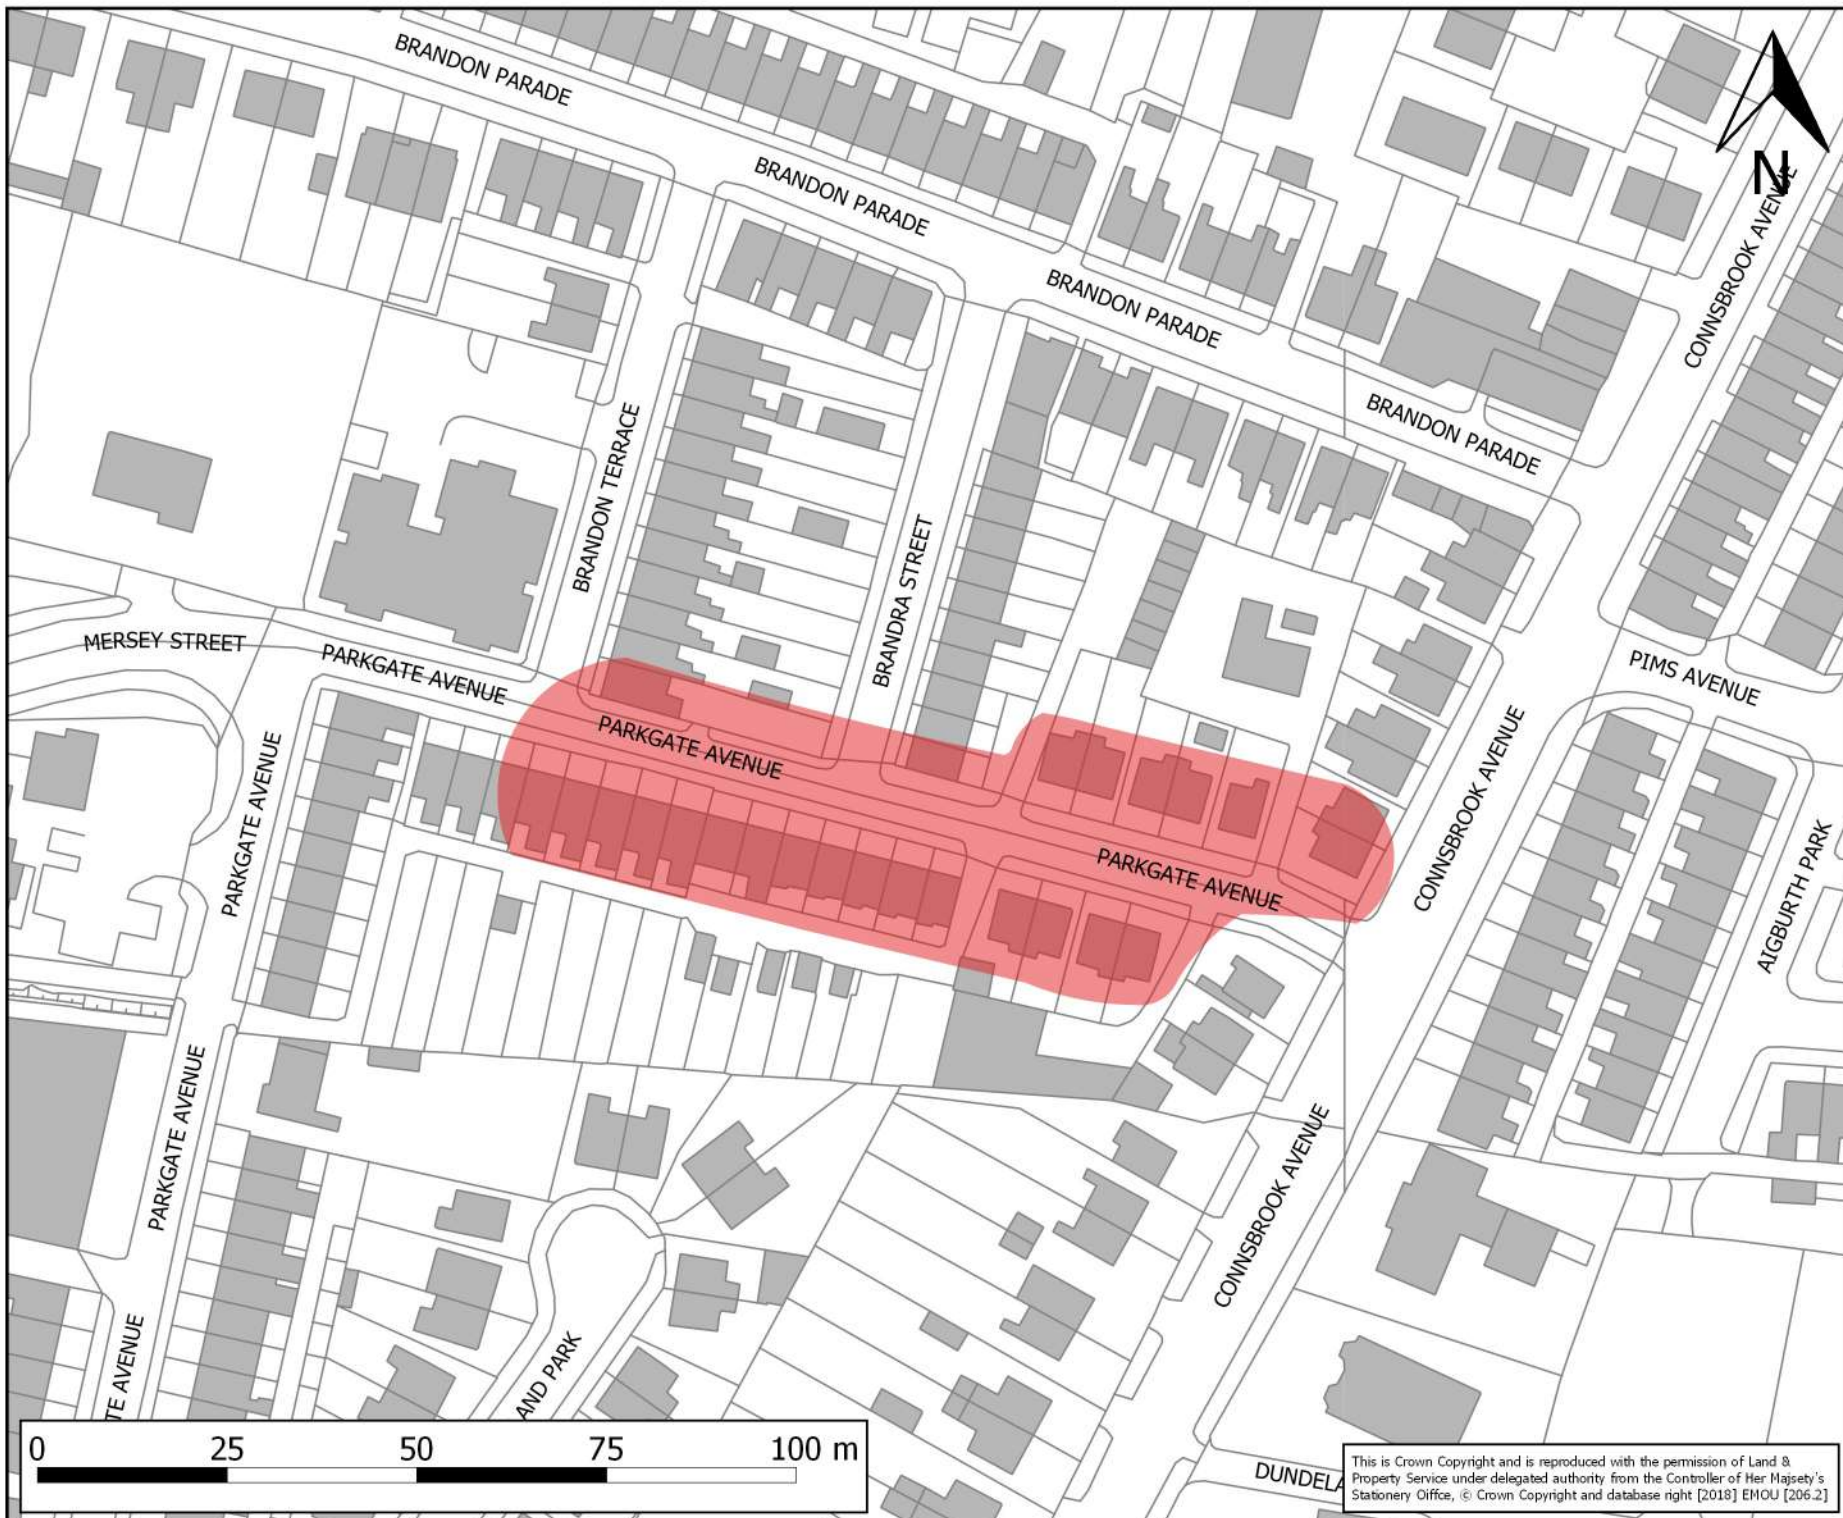 BRANDON PARADE
BRANDON PARADE
BRANDON PARADE
BRANDON PARADE
N
CONNSBROOK AVENUE
BRANDON TERRACE
BRANDRA STREET
MERSEY STREET
PARKGATE AVENUE
PARKGATE AVENUE
PARKGATE AVENUE
PIMS AVENUE
CONNSBROOK AVENUE
AIGBURTH PARK
PARKGATE AVENUE
PARKGATE AVENUE
CONNSBROOK AVENUE
TE AVENUE
AND PARK
DUNDELA
0 25 50 75 100 m
This is Crown Copyright and is reproduced with the permission of Land &
Property Service under delegated authority from the Controller of Her Majsety's
Stationery Oiffce, © Crown Copyright and database right [2018] EMOU [206.2]